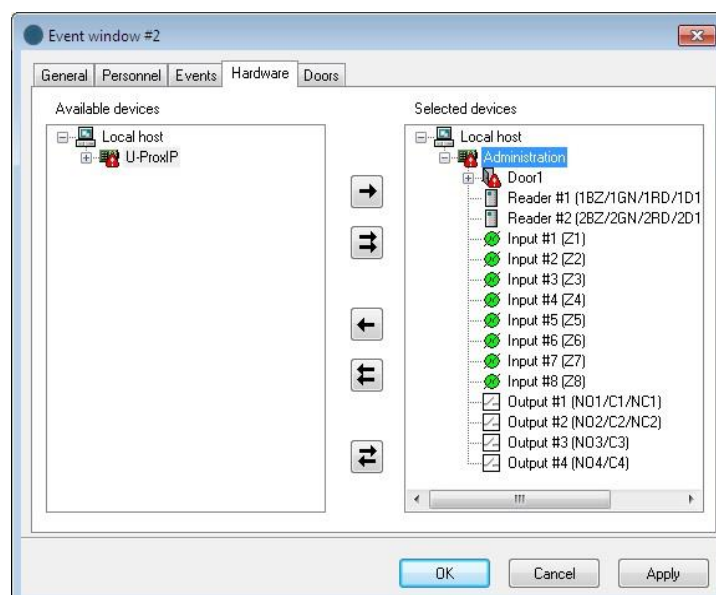 Event window #2
General Personnel Events Hardware Doors
Available devices
Local host
U-ProxIP
Selected devices
Local host
Administration
Door1
Reader #1 (1BZ/1GN/1RD/1D1
Reader #2 (2BZ/2GN/2RD/2D1
Input #1 (Z1)
Input #2 (Z2)
Input #3 (Z3)
Input #4 (Z4)
Input #5 (Z5)
Input #6 (Z6)
Input #7 (Z7)
Input #8 (Z8)
Output #1 (NO1/C1/NC1)
Output #2 (NO2/C2/NC2)
Output #3 (NO3/C3)
Output #4 (NO4/C4)
OK Cancel Apply